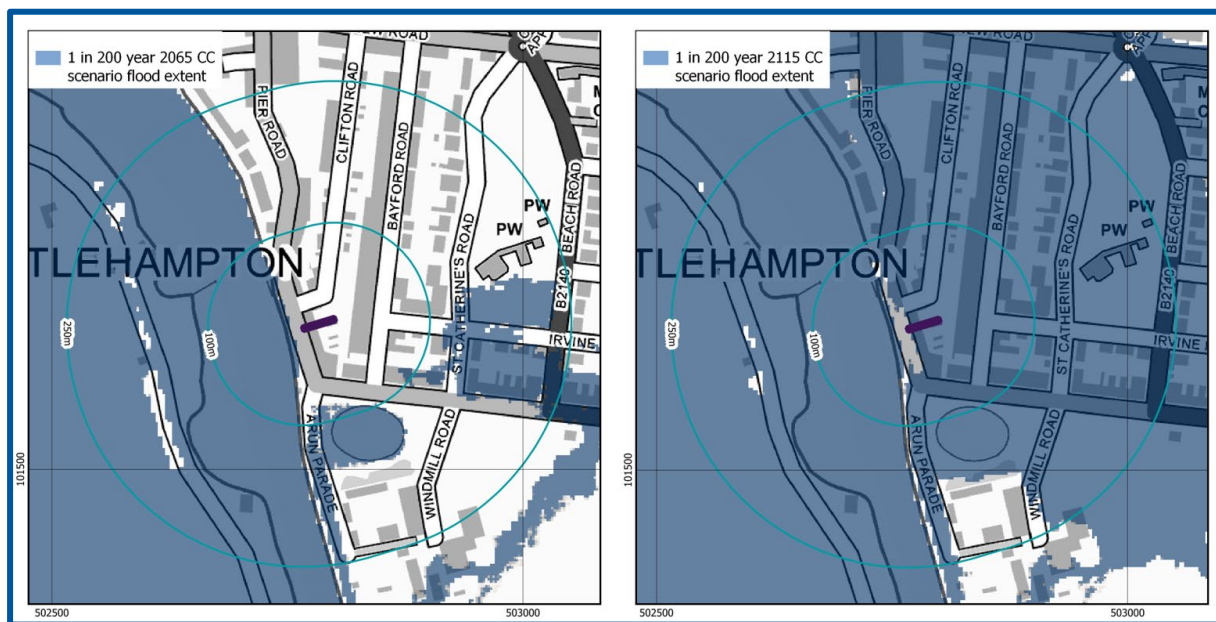 1 in 200 year 2065 CC
scenario flood extent
PIER ROAD
CLIFTON ROAD
BAYFORD ROAD
ST CATHERINE'S ROAD
BEACH ROAD
B2140
PW
PW
TLEHAMPTON
250m
100m
IRVINE
ARUN PARADE
WINDMILL ROAD
101500
502500
503000
1 in 200 year 2115 CC
scenario flood extent
PIER ROAD
CLIFTON ROAD
BAYFORD ROAD
ST CATHERINE'S ROAD
BEACH ROAD
B2140
PW
PW
TLEHAMPTON
250m
100m
IRVINE
ARUN PARADE
WINDMILL ROAD
101500
502500
503000